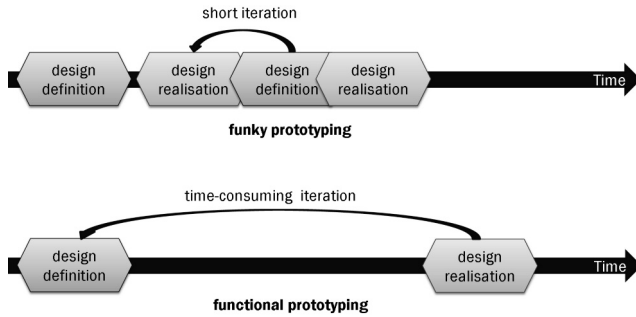 short iteration
design
definition
design
realisation
design
definition
design
realisation
Time
funky prototyping
time-consuming iteration
design
definition
design
realisation
Time
functional prototyping